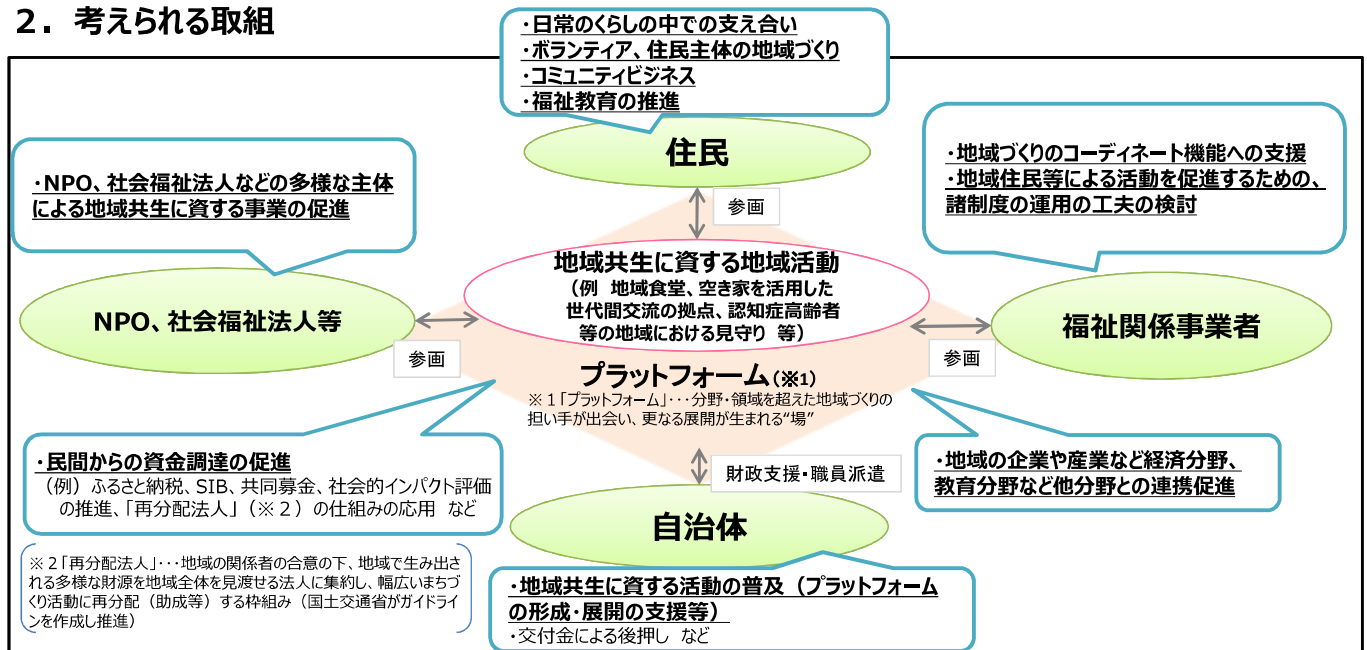 ２．考えられる取組
・日常のくらしの中での支え合い
・ボランティア、住民主体の地域づくり
・コミュニティビジネス
・福祉教育の推進
住民
・NPO、社会福祉法人などの多様な主体
による地域共生に資する事業の促進
・地域づくりのコーディネート機能への支援
・地域住民等による活動を促進するための、
諸制度の運用の工夫の検討
参画
地域共生に資する地域活動
（例　地域食堂、空き家を活用した
世代間交流の拠点、認知症高齢者
等の地域における見守り　等）
NPO、社会福祉法人等
福祉関係事業者
参画
参画
プラットフォーム（※1）
※１「プラットフォーム」･･･分野・領域を超えた地域づくりの
担い手が出会い、更なる展開が生まれる“場”
・民間からの資金調達の促進
（例）ふるさと納税、SIB、共同募金、社会的インパクト評価
の推進、「再分配法人」（※２）の仕組みの応用　など
・地域の企業や産業など経済分野、
教育分野など他分野との連携促進
財政支援・職員派遣
自治体
※２「再分配法人」･･･地域の関係者の合意の下、地域で生み出さ
れる多様な財源を地域全体を見渡せる法人に集約し、幅広いまちづ
くり活動に再分配（助成等）する枠組み（国土交通省がガイドライ
ンを作成し推進）
・地域共生に資する活動の普及（プラットフォーム
の形成・展開の支援等）
・交付金による後押し　など